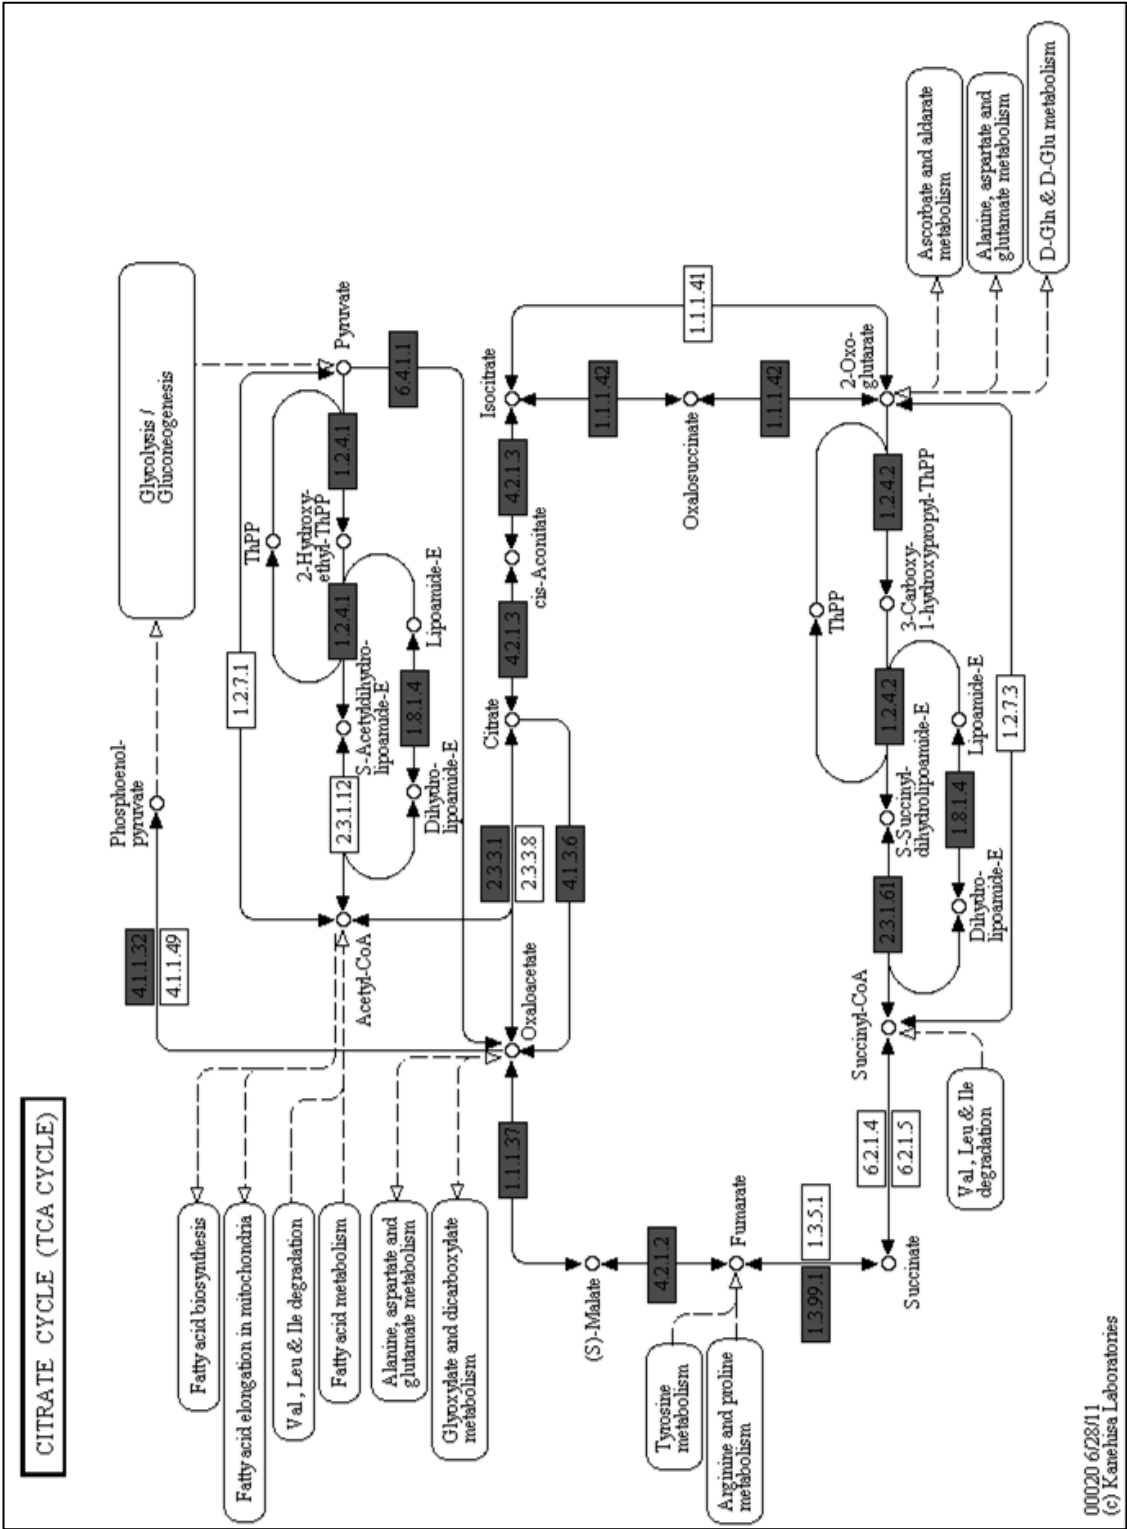 CITRATE CYCLE (TCA CYCLE)
Phosphoenol-
pyruvate
Glycolysis /
Gluconeogenesis
4.1.1.32
4.1.1.49
Fatty acid biosynthesis
Fatty acid elongation in mitochondria
Val, Leu & Ile degradation
Fatty acid metabolism
Alanine, aspartate and
glutamate metabolism
Glyoxylate and dicarboxylate
metabolism
1.2.7.1
ThPP
Pyruvate
1.2.4.1
2-Hydroxy-
ethyl-ThPP
1.2.4.1
S-Acetyldihydro-
lipoamide-E
2.3.1.12
Acetyl-CoA
Lipoamide-E
1.8.1.4
Dihydro-
lipoamide-E
6.4.1.1
Oxaloacetate
2.3.3.1
2.3.3.8
4.1.3.6
Citrate
4.2.1.3
cis-Aconitate
4.2.1.3
Isocitrate
1.1.1.37
(S)-Malate
1.1.1.42
1.1.1.41
Oxalosuccinate
1.1.1.42
4.2.1.2
Fumarate
Tyrosine
metabolism
Arginine and proline
metabolism
1.3.99.1
1.3.5.1
Succinate
6.2.1.4
6.2.1.5
Succinyl-CoA
Val, Leu & Ile
degradation
2.3.1.61
S-Succinyl-
dihydrolipoamide-E
1.2.4.2
3-Carboxy-
1-hydroxypropyl-ThPP
1.2.4.2
ThPP
2-Oxo-
glutarate
Dihydro-
lipoamide-E
1.8.1.4
Lipoamide-E
1.2.7.3
Ascorbate and aldarate
metabolism
Alanine, aspartate and
glutamate metabolism
D-Gln & D-Glu metabolism
00020 6/28/11
(c) Kanehisa Laboratories